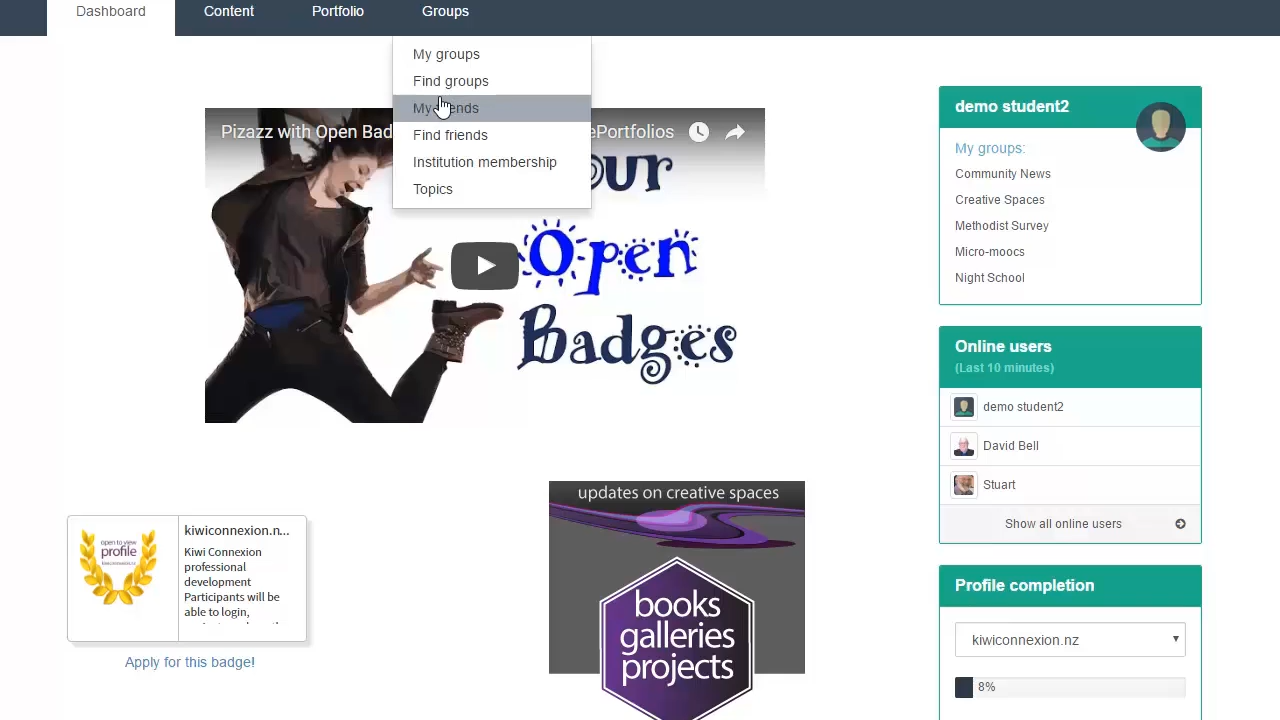 Dashboard
Content
Portfolio
Groups
My groups
Find groups
My
ends
Find friends
Institution membership
Topics
Pizazz with Open Bad
ePortfolios
our
Open
Badges
demo student2
My groups:
Community News
Creative Spaces
Methodist Survey
Micro-moocs
Night School
Online users
(Last 10 minutes)
demo student2
David Bell
Stuart
Show all online users
Profile completion
kiwiconnexion.nz
8%
open to view
profile
kiwiconnexion.nz
kiwiconnexion.n...
Kiwi Connexion
professional
development
Participants will be
able to login,
Apply for this badge!
updates on creative spaces
books
galleries
projects